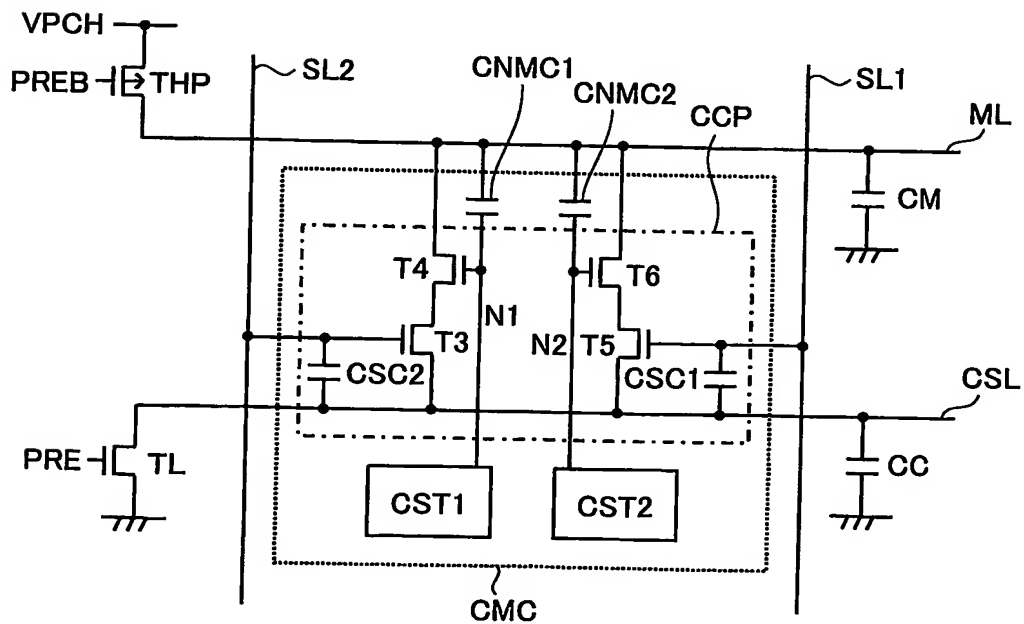 VPCH
PREB
THP
SL2
CNMC1
CNMC2
CCP
SL1
ML
CM
T4
T6
N1
N2
T3
T5
CSC2
CSC1
CSL
PRE
TL
CC
CST1
CST2
CMC